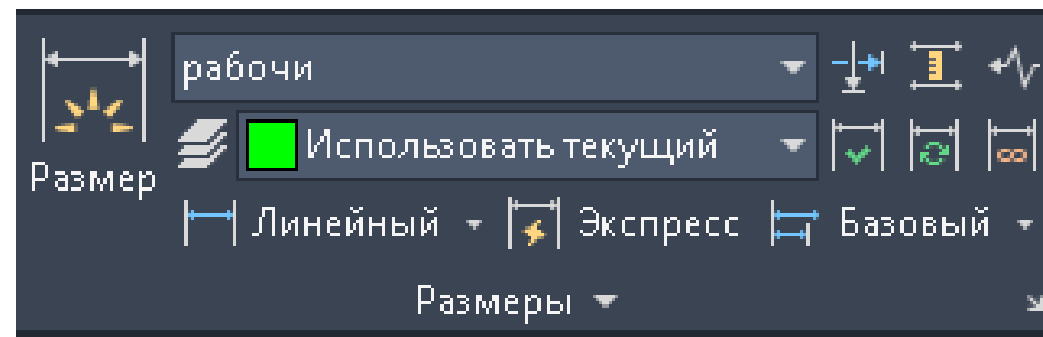 рабочи
Использовать текущий
Размер
Линейный Экспресс Базовый
Размеры